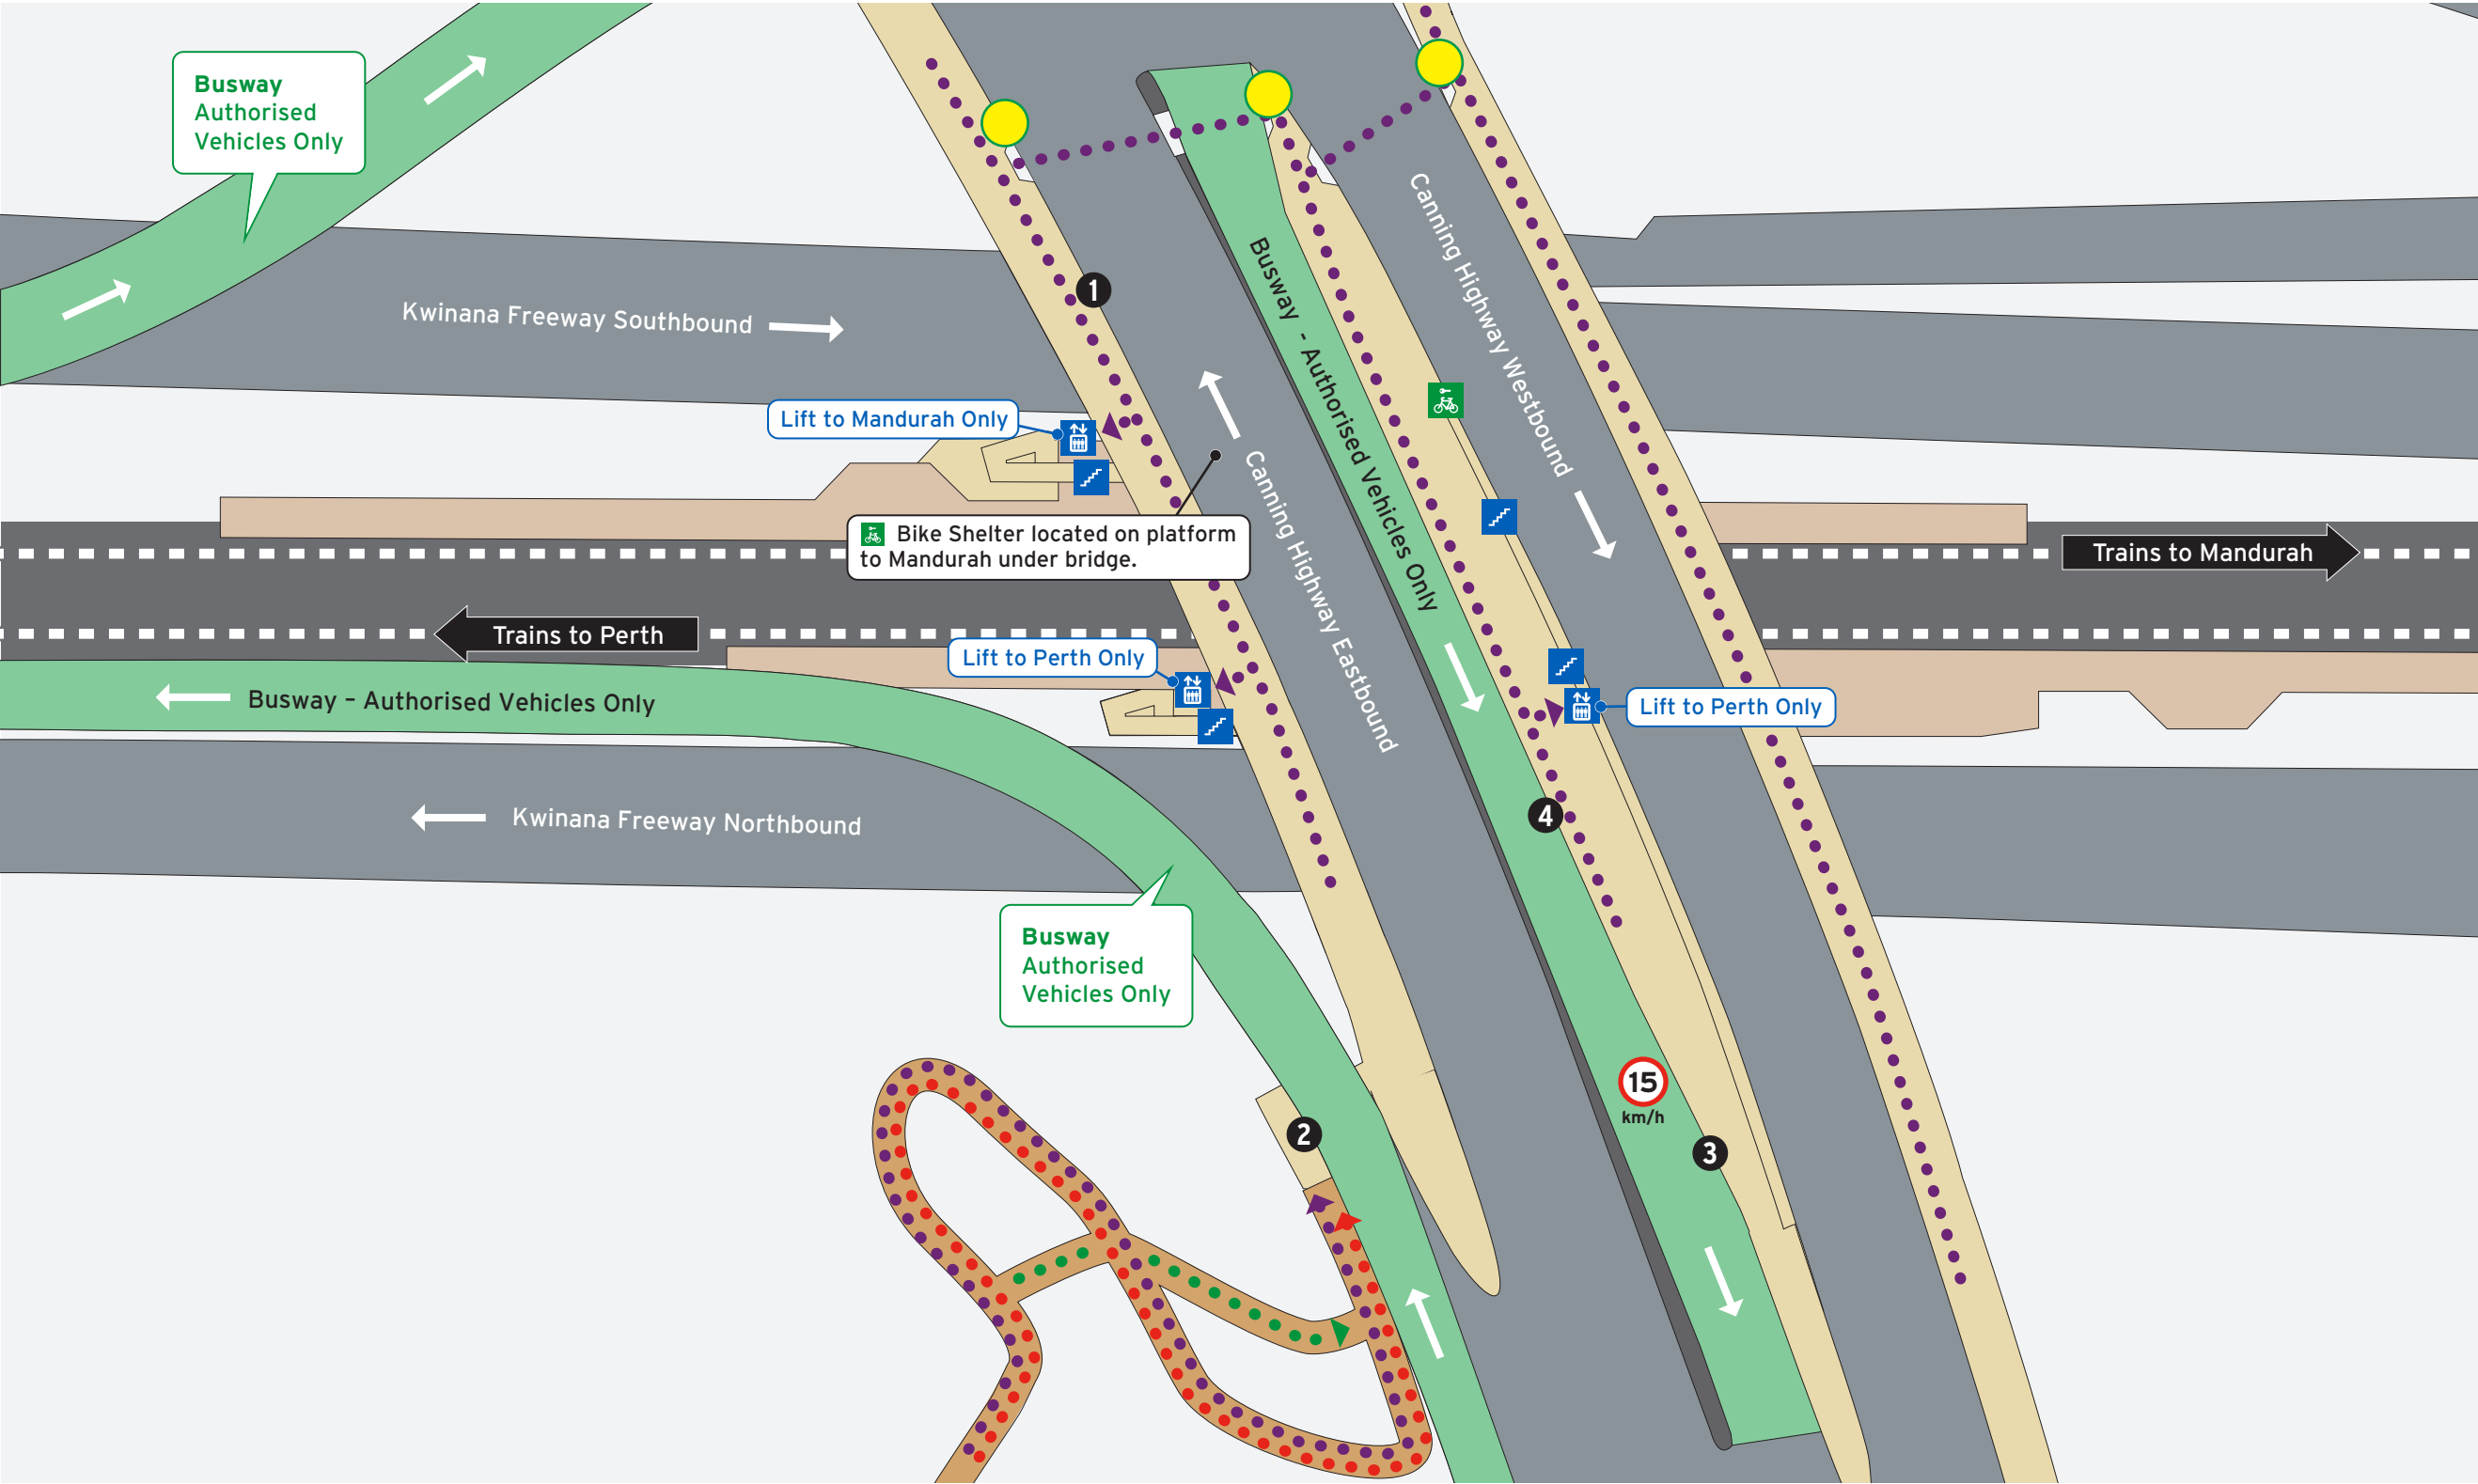 Busway
Authorised
Vehicles Only
Kwinana Freeway Southbound
1
Canning Highway Westbound
Busway - Authorised Vehicles Only
Lift to Mandurah Only
Canning Highway Eastbound
Bike Shelter located on platform
to Mandurah under bridge.
Trains to Mandurah
Trains to Perth
Lift to Perth Only
Busway – Authorised Vehicles Only
Lift to Perth Only
Kwinana Freeway Northbound
4
Busway
Authorised
Vehicles Only
15
km/h
2
3